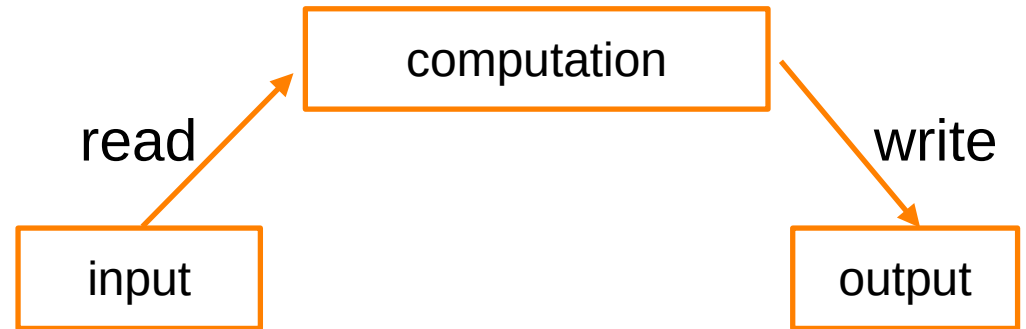 computation
read
write
input
output